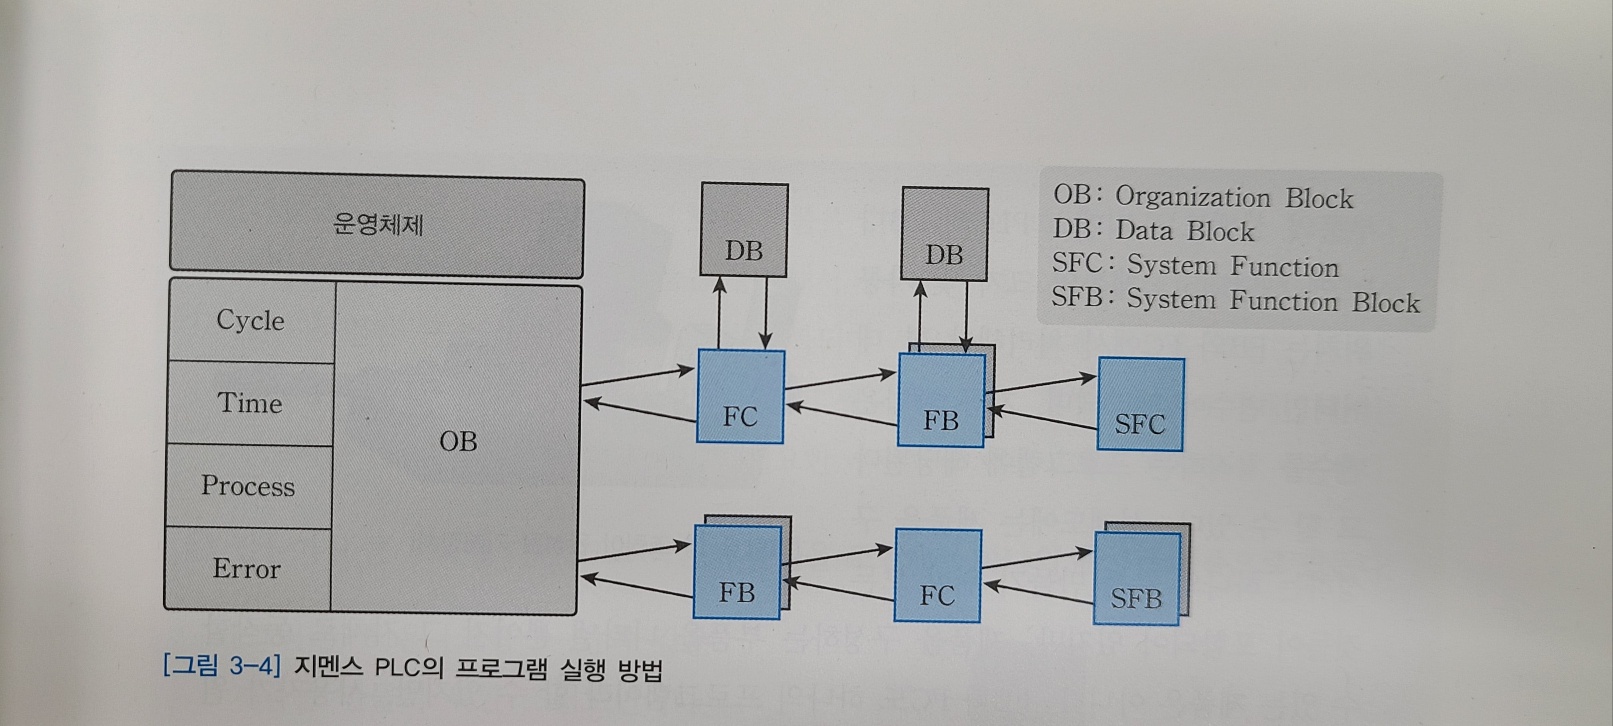 운영체제
Cycle
Time
Process
Error
OB
DB
DB
FC
FB
SFC
FB
FC
SFB
OB: Organization Block
DB: Data Block
SFC: System Function
SFB: System Function Block
[그림 3-4] 지멘스 PLC의 프로그램 실행 방법